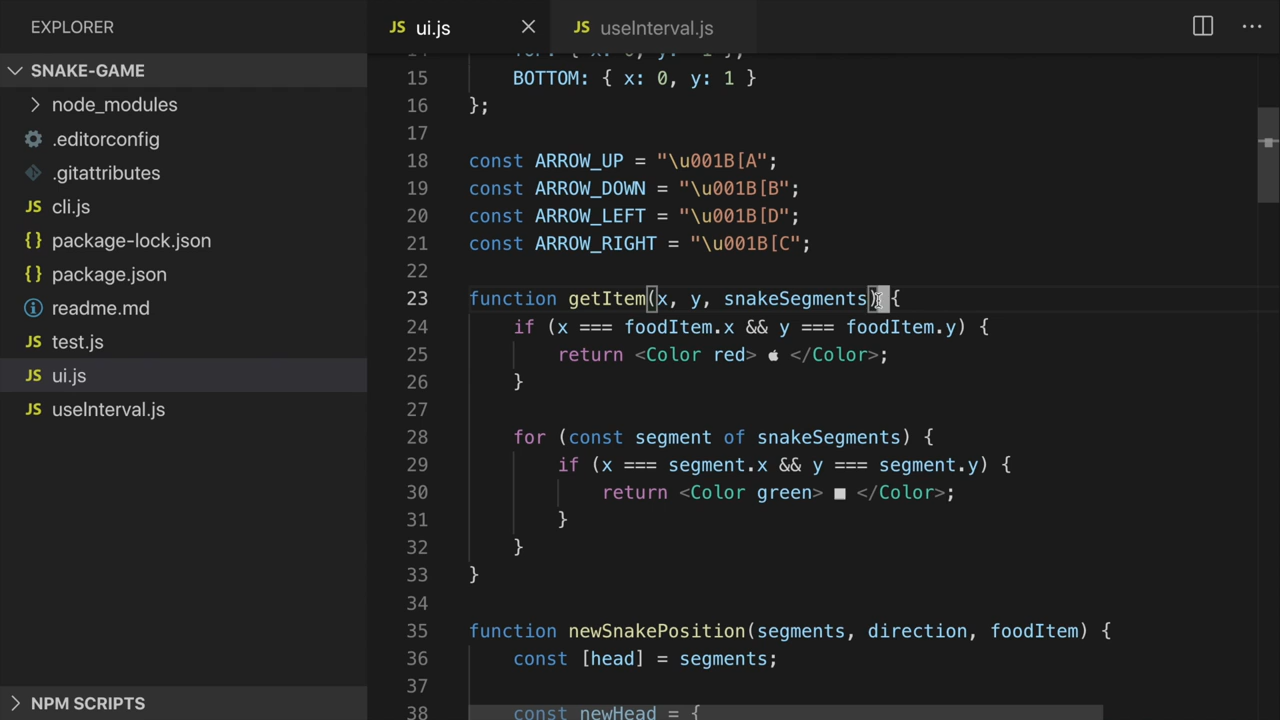 EXPLORER
SNAKE-GAME
node_modules
.editorconfig
.gitattributes
JS cli.js
{} package-lock.json
{} package.json
readme.md
JS test.js
JS ui.js
JS useInterval.js
NPM SCRIPTS
JS ui.js
JS useInterval.js
15 BOTTOM: { x: 0, y: 1 }
16 };
17
18 const ARROW_UP = "\u001B[A";
19 const ARROW_DOWN = "\u001B[B";
20 const ARROW_LEFT = "\u001B[D";
21 const ARROW_RIGHT = "\u001B[C";
22
23 function getItem(x, y, snakeSegments) {
24 if (x === foodItem.x && y === foodItem.y) {
25 return <Color red>  </Color>;
26 }
27
28 for (const segment of snakeSegments) {
29 if (x === segment.x && y === segment.y) {
30 return <Color green> ■ </Color>;
31 }
32 }
33 }
34
35 function newSnakePosition(segments, direction, foodItem) {
36 const [head] = segments;
37
38 const newHead = {